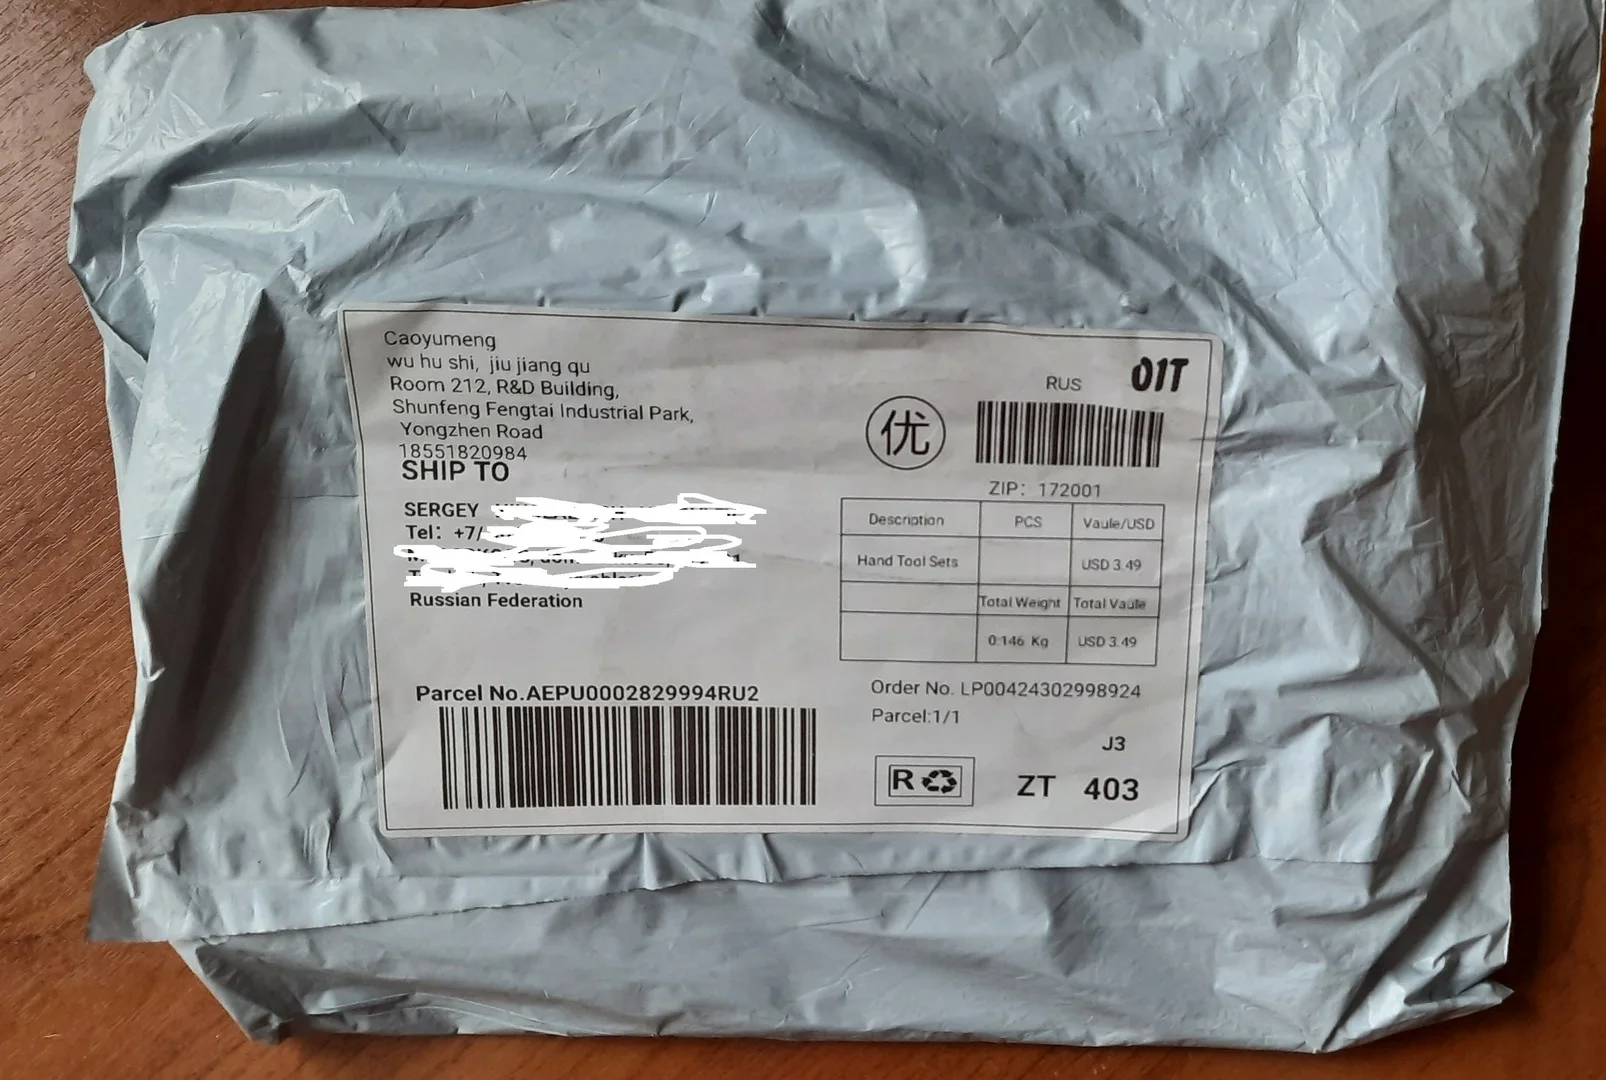 Caoyumeng
wu hu shi, jiu jiang qu
Room 212, R&D Building,
Shunfeng Fengtai Industrial Park,
Yongzhen Road
18551820984
SHIP TO
SERGEY
Tel: +7/
Russian Federation
Parcel No.AEPU0002829994RU2
RUS 01T
优
ZIP: 172001
Description PCS Vaule/USD
Hand Tool Sets USD 3.49
Total Weight Total Vaule
0.146 Kg USD 3.49
Order No. LP00424302998924
Parcel:1/1
J3
R ZT 403